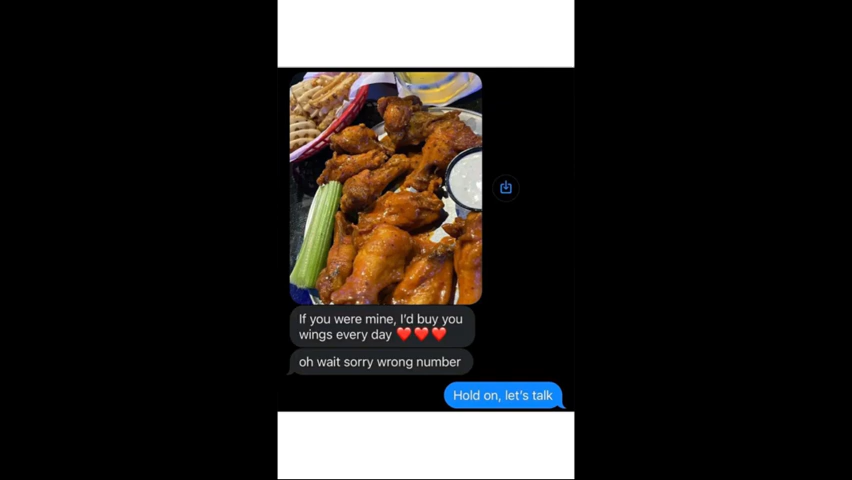 If you were mine, I'd buy you
wings every day ❤️❤️❤️
oh wait sorry wrong number
Hold on, let's talk